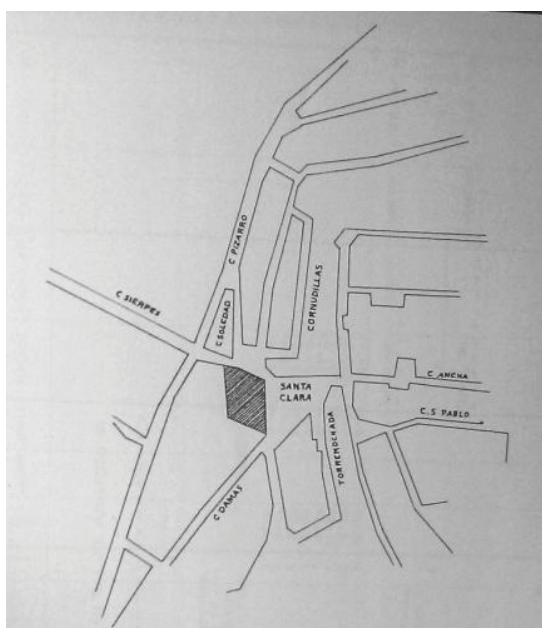 C PIZARRO
C SIERPES
C SOLEDAD
CORNUDILLAS
SANTA
CLARA
C ANCHA
C. S PABLO
TORREMOCHADA
C DAMAS